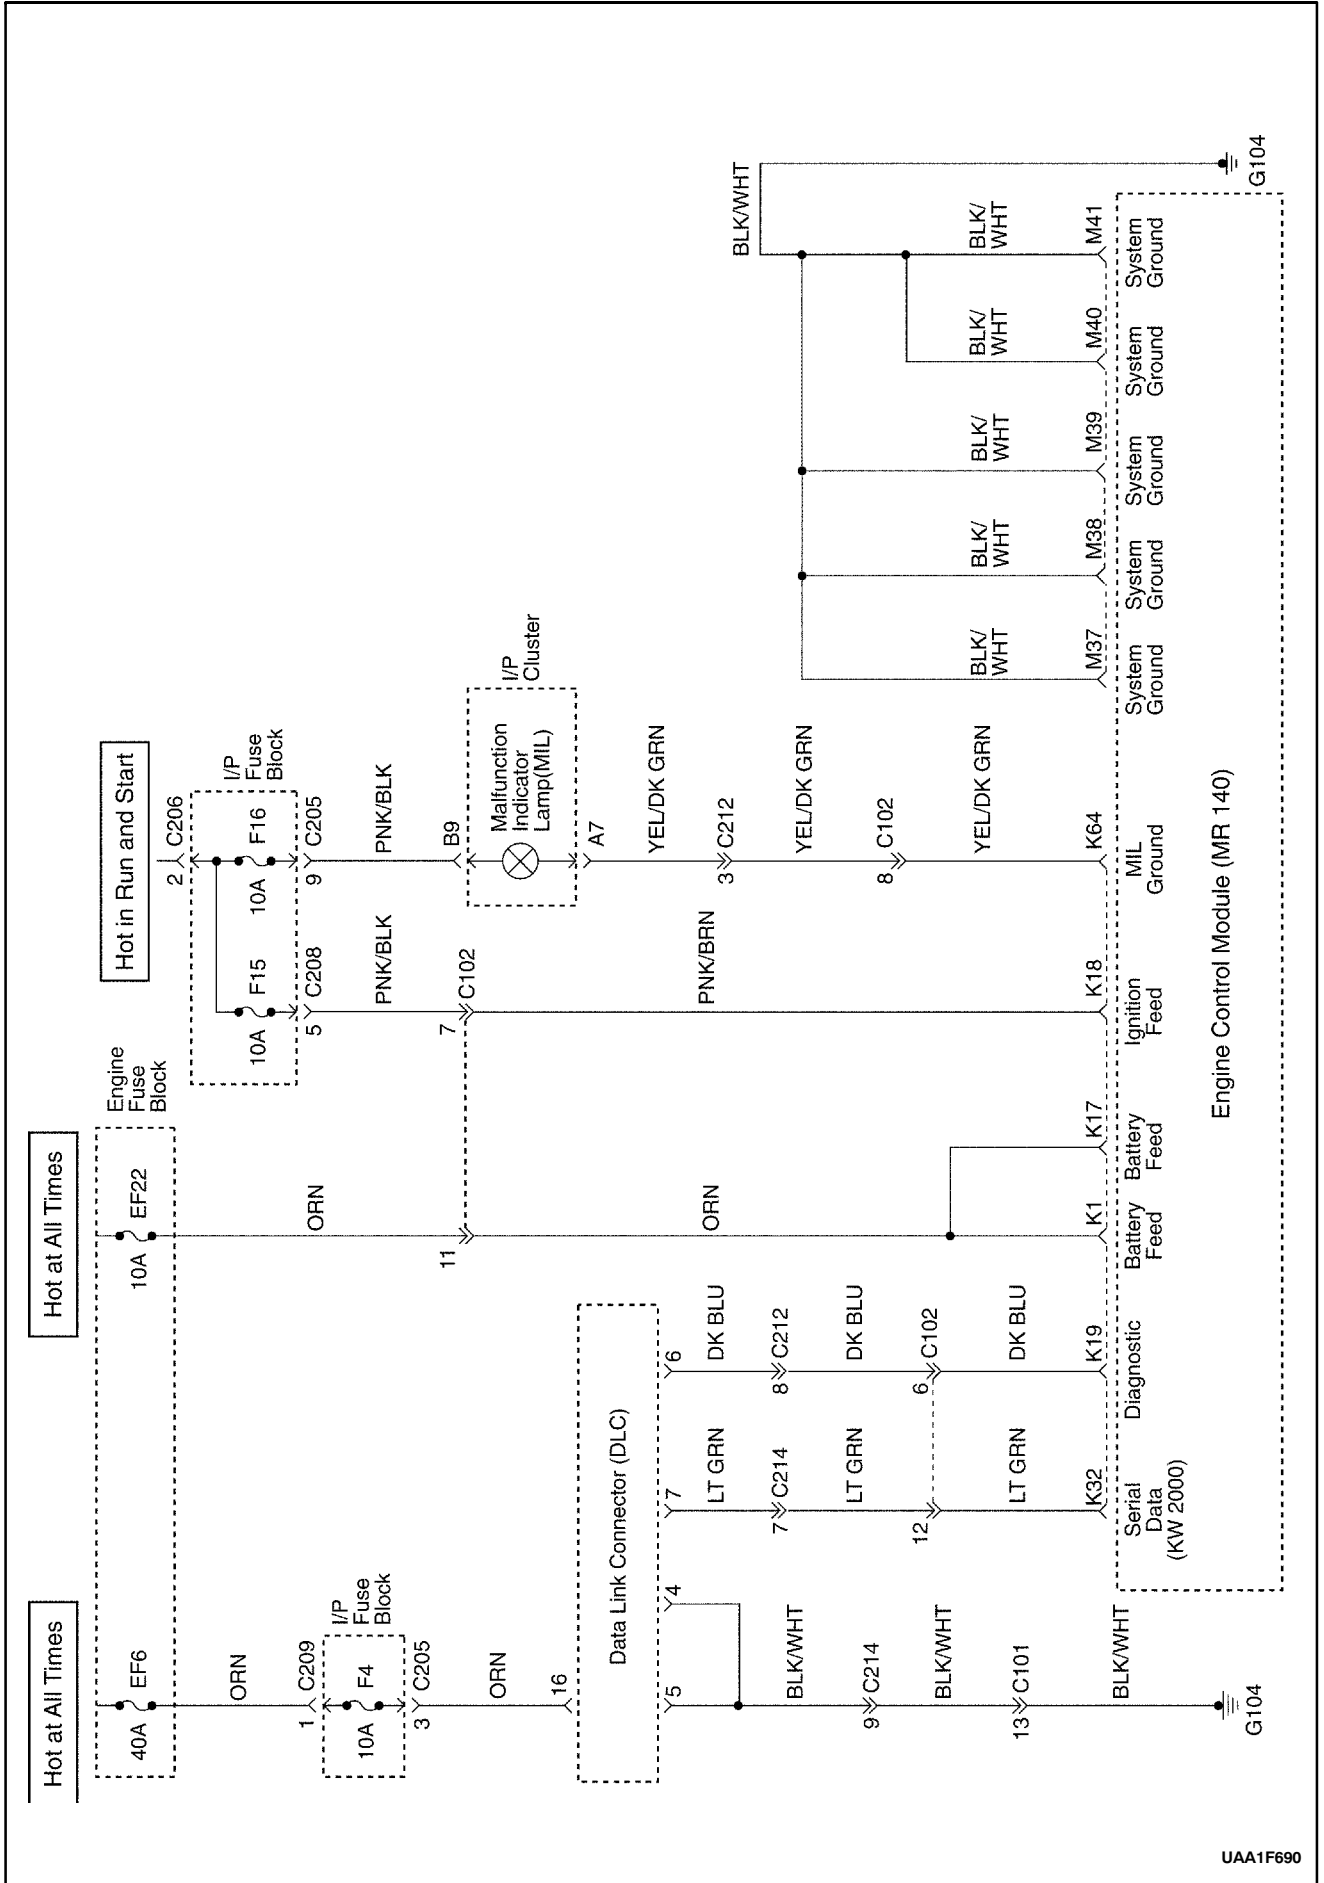 Hot at All Times
Hot at All Times
Hot in Run and Start
EF6
40A
EF22
10A
Engine
Fuse
Block
2
C206
I/P
Fuse
Block
F15
10A
F16
10A
ORN
1
C209
I/P
Fuse
Block
F4
10A
3
C205
ORN
16
ORN
11
5
C208
PNK/BLK
7
C102
9
C205
PNK/BLK
B9
I/P
Cluster
Malfunction
Indicator
Lamp(MIL)
A7
Data Link Connector (DLC)
5
4
7
6
BLK/WHT
9
C214
BLK/WHT
13
C101
BLK/WHT
G104
LT GRN
7
C214
LT GRN
12
LT GRN
K32
DK BLU
8
C212
DK BLU
6
C102
DK BLU
K19
ORN
K1
K17
PNK/BRN
K18
YEL/DK GRN
3
C212
YEL/DK GRN
8
C102
YEL/DK GRN
K64
BLK/WHT
BLK/
WHT
M37
BLK/
WHT
M38
BLK/
WHT
M39
BLK/
WHT
M40
BLK/
WHT
M41
G104
Serial
Data
(KW 2000)
Diagnostic
Battery
Feed
Battery
Feed
Ignition
Feed
MIL
Ground
System
Ground
System
Ground
System
Ground
System
Ground
System
Ground
Engine Control Module (MR 140)
UAA1F690